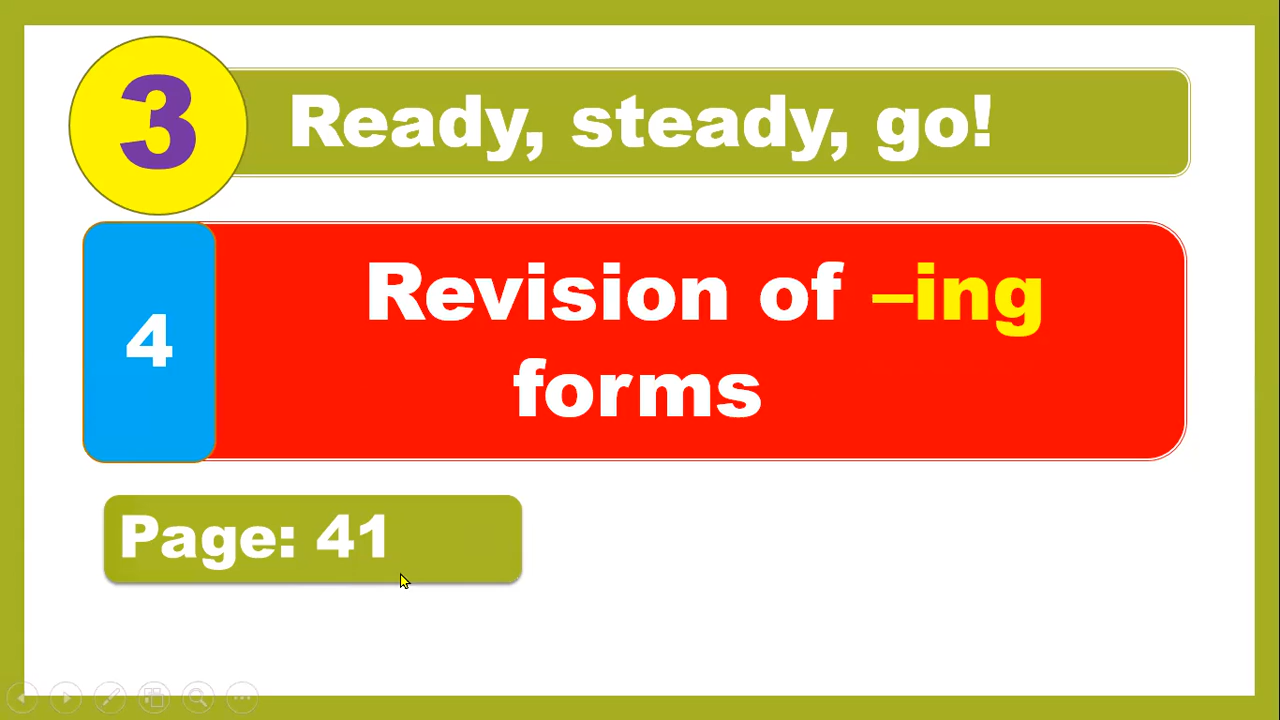 3
Ready, steady, go!
4
Revision of –ing
forms
Page: 41